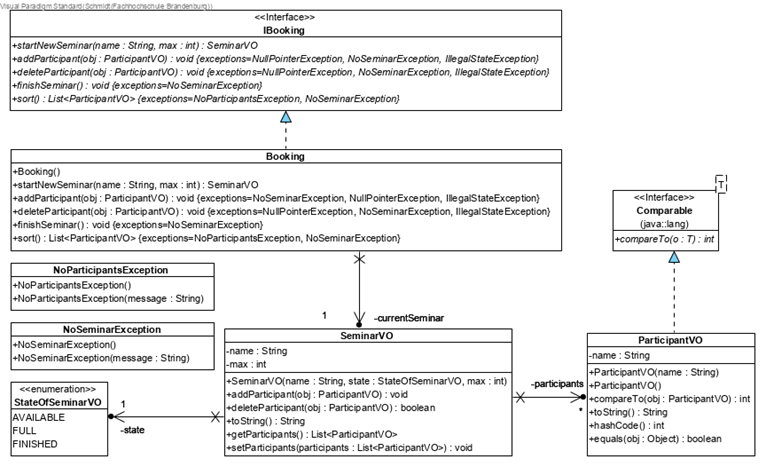 Visual Paradigm Standard(Schmidt(Fachhochschule Brandenburg))
<<Interface>>
IBooking
+startNewSeminar(name : String, max : int) : SeminarVO
+addParticipant(obj : ParticipantVO) : void {exceptions=NullPointerException, NoSeminarException, IllegalStateException}
+deleteParticipant(obj : ParticipantVO) : void {exceptions=NullPointerException, NoSeminarException, IllegalStateException}
+finishSeminar() : void {exceptions=NoSeminarException}
+sort() : List<ParticipantVO> {exceptions=NoParticipantsException, NoSeminarException}
Booking
+Booking()
+startNewSeminar(name : String, max : int) : SeminarVO
+addParticipant(obj : ParticipantVO) : void {exceptions=NoSeminarException, NullPointerException, IllegalStateException}
+deleteParticipant(obj : ParticipantVO) : void {exceptions=NullPointerException, NoSeminarException, IllegalStateException}
+finishSeminar() : void {exceptions=NoSeminarException}
+sort() : List<ParticipantVO> {exceptions=NoParticipantsException, NoSeminarException}
T
<<Interface>>
Comparable
(java::lang)
+compareTo(o : T) : int
NoParticipantsException
+NoParticipantsException()
+NoParticipantsException(message : String)
NoSeminarException
+NoSeminarException()
+NoSeminarException(message : String)
1
-currentSeminar
SeminarVO
-name : String
-max : int
+SeminarVO(name : String, state : StateOfSeminarVO, max : int)
+addParticipant(obj : ParticipantVO) : void
+deleteParticipant(obj : ParticipantVO) : boolean
+toString() : String
+getParticipants() : List<ParticipantVO>
+setParticipants(participants : List<ParticipantVO>) : void
<<enumeration>>
StateOfSeminarVO
AVAILABLE
FULL
FINISHED
1
-state
-participants
*
ParticipantVO
-name : String
+ParticipantVO(name : String)
+ParticipantVO()
+compareTo(obj : ParticipantVO) : int
+toString() : String
+hashCode() : int
+equals(obj : Object) : boolean